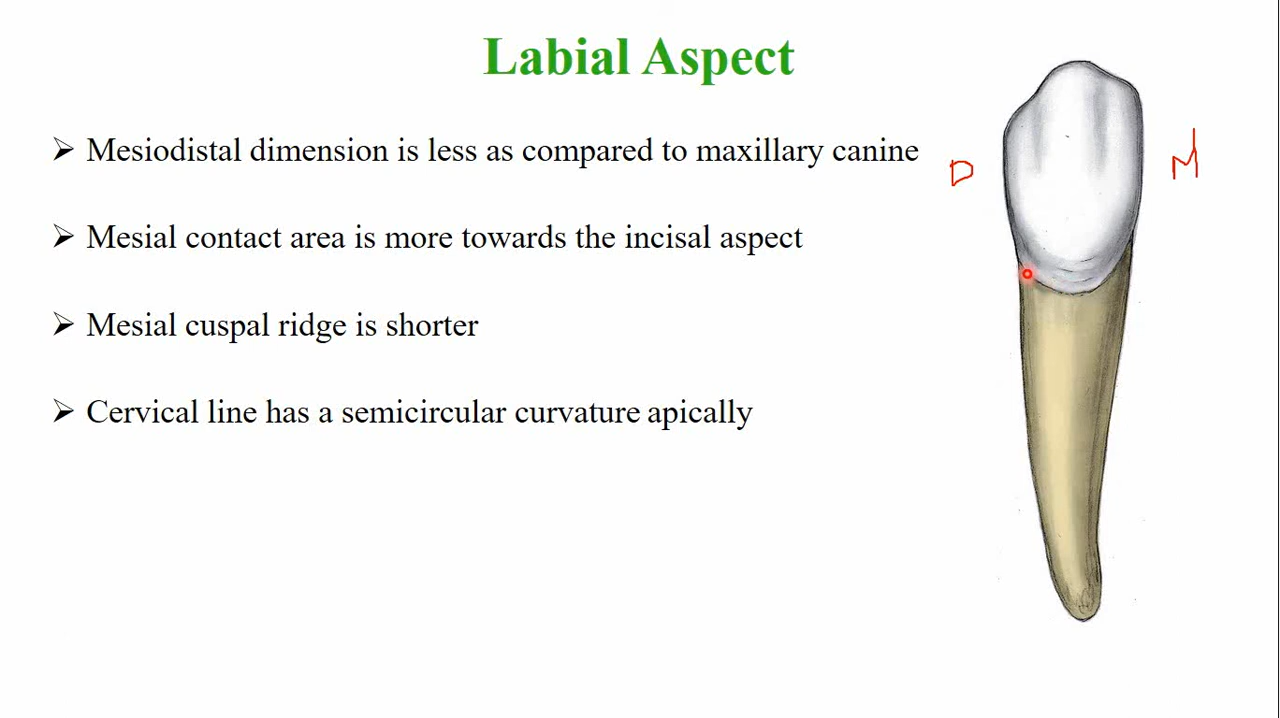 Labial Aspect
➢ Mesiodistal dimension is less as compared to maxillary canine
D
M
➢ Mesial contact area is more towards the incisal aspect
➢ Mesial cuspal ridge is shorter
➢ Cervical line has a semicircular curvature apically